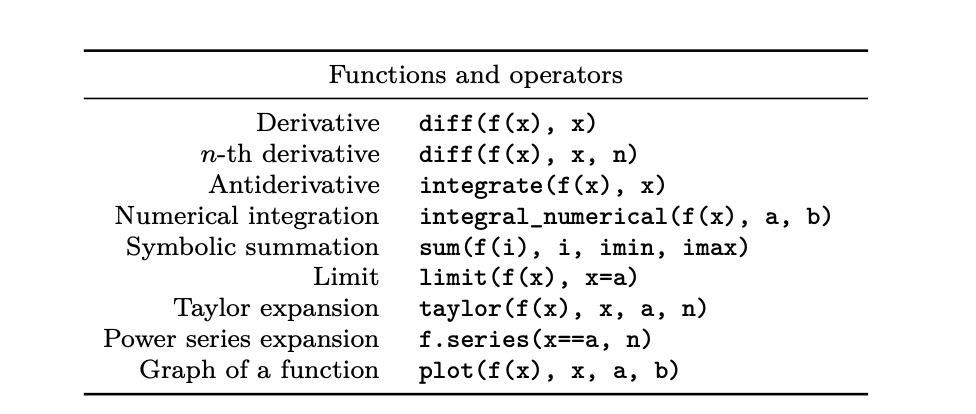 Functions and operators
Derivative diff(f(x), x)
n-th derivative diff(f(x), x, n)
Antiderivative integrate(f(x), x)
Numerical integration integral_numerical(f(x), a, b)
Symbolic summation sum(f(i), i, imin, imax)
Limit limit(f(x), x=a)
Taylor expansion taylor(f(x), x, a, n)
Power series expansion f.series(x==a, n)
Graph of a function plot(f(x), x, a, b)